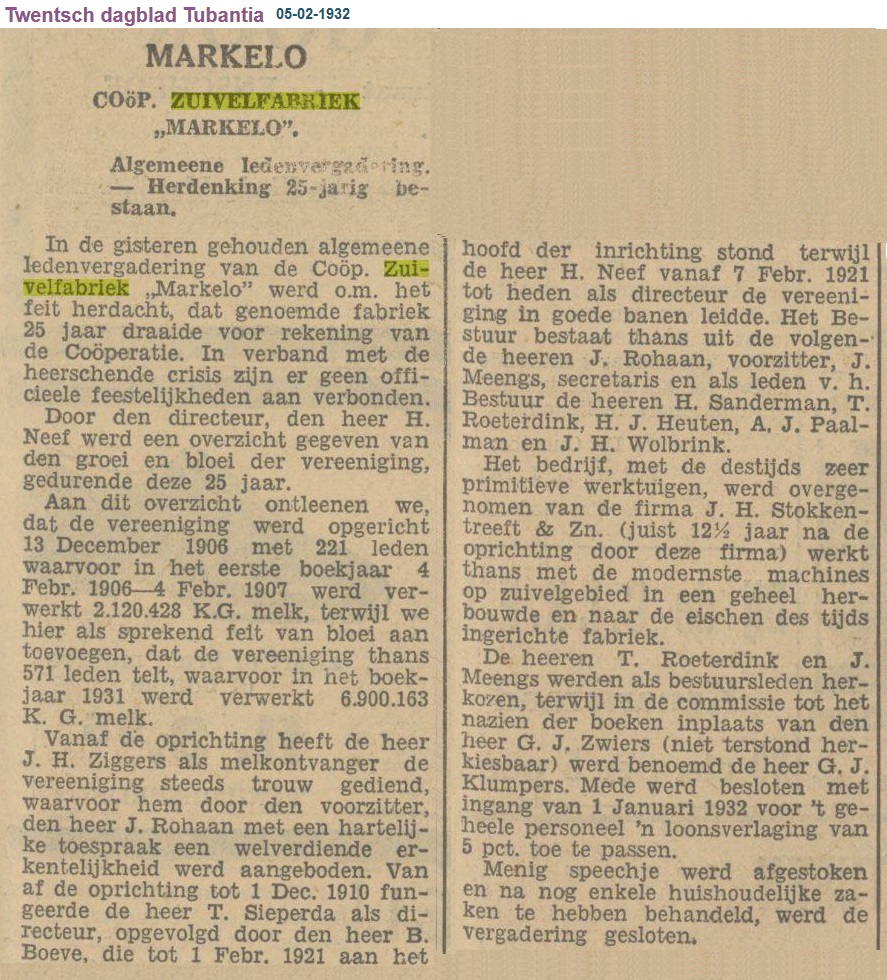 Twentsch dagblad Tubantia 05-02-1932
MARKELO
COöP. ZUIVELFABRIEK
„MARKELO”.
Algemeene ledenvergadering.
— Herdenking 25-jarig be-
staan.
In de gisteren gehouden algemeene
ledenvergadering van de Coöp. Zui-
velfabriek „Markelo” werd o.m. het
feit herdacht, dat genoemde fabriek
25 jaar draaide voor rekening van
de Coöperatie. In verband met de
heerschende crisis zijn er geen offi-
cieele feestelijkheden aan verbonden.
Door den directeur, den heer H.
Neef werd een overzicht gegeven van
den groei en bloei der vereeniging,
gedurende deze 25 jaar.
Aan dit overzicht ontleenen we,
dat de vereeniging werd opgericht
13 December 1906 met 221 leden
waarvoor in het eerste boekjaar 4
Febr. 1906—4 Febr. 1907 werd ver-
werkt 2.120.428 K.G. melk, terwijl we
hier als sprekend feit van bloei aan
toevoegen, dat de vereeniging thans
571 leden telt, waarvoor in het boek-
jaar 1931 werd verwerkt 6.900.163
K. G. melk.
Vanaf de oprichting heeft de heer
J. H. Ziggers als melkontvanger de
vereeniging steeds trouw gediend,
waarvoor hem door den voorzitter,
den heer J. Rohaan met een hartelij-
ke toespraak een welverdiende er-
kentelijkheid werd aangeboden. Van
af de oprichting tot 1 Dec. 1910 fun-
geerde de heer T. Sieperda als di-
recteur, opgevolgd door den heer B.
Boeve, die tot 1 Febr. 1921 aan het
hoofd der inrichting stond terwijl
de heer H. Neef vanaf 7 Febr. 1921
tot heden als directeur de vereeni-
ging in goede banen leidde. Het Be-
stuur bestaat thans uit de volgen-
de heeren J. Rohaan, voorzitter, J.
Meengs, secretaris en als leden v. h.
Bestuur de heeren H. Sanderman, T.
Roeterdink, H. J. Heuten, A. J. Paal-
man en J. H. Wolbrink.
Het bedrijf, met de destijds zeer
primitieve werktuigen, werd overge-
nomen van de firma J. H. Stokken-
treeft & Zn. (juist 12½ jaar na de
oprichting door deze firma) werkt
thans met de modernste machines
op zuivelgebied in een geheel her-
bouwde en naar de eischen des tijds
ingerichte fabriek.
De heeren T. Roeterdink en J.
Meengs werden als bestuursleden her-
kozen, terwijl in de commissie tot het
nazien der boeken inplaats van den
heer G. J. Zwiers (niet terstond her-
kiesbaar) werd benoemd de heer G. J.
Klumpers. Mede werd besloten met
ingang van 1 Januari 1932 voor 't ge-
heele personeel 'n loonsverlaging van
5 pct. toe te passen.
Menig speechje werd afgestoken
en na nog enkele huishoudelijke za-
ken te hebben behandeld, werd de
vergadering gesloten.